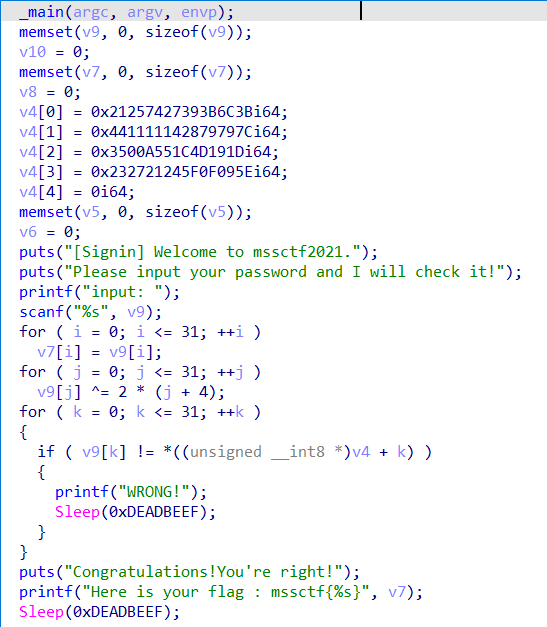 _main(argc, argv, envp);
memset(v9, 0, sizeof(v9));
v10 = 0;
memset(v7, 0, sizeof(v7));
v8 = 0;
v4[0] = 0x21257427393B6C3Bi64;
v4[1] = 0x441111142879797Ci64;
v4[2] = 0x3500A551C4D191Di64;
v4[3] = 0x232721245F0F095Ei64;
v4[4] = 0i64;
memset(v5, 0, sizeof(v5));
v6 = 0;
puts("[Signin] Welcome to mssctf2021.");
puts("Please input your password and I will check it!");
printf("input: ");
scanf("%s", v9);
for ( i = 0; i <= 31; ++i )
  v7[i] = v9[i];
for ( j = 0; j <= 31; ++j )
  v9[j] ^= 2 * (j + 4);
for ( k = 0; k <= 31; ++k )
{
  if ( v9[k] != *((unsigned __int8 *)v4 + k) )
  {
    printf("WRONG!");
    Sleep(0xDEADBEEF);
  }
}
puts("Congratulations!You're right!");
printf("Here is your flag : mssctf{%s}", v7);
Sleep(0xDEADBEEF);